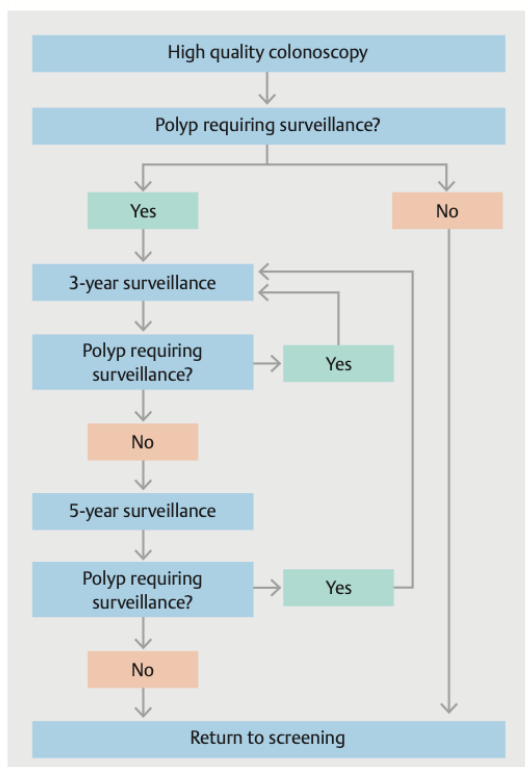 High quality colonoscopy
Polyp requiring surveillance?
Yes
No
3-year surveillance
Polyp requiring
surveillance?
Yes
No
5-year surveillance
Polyp requiring
surveillance?
Yes
No
Return to screening